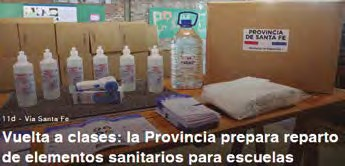 PROVINCIA
DE SANTA FE
11d - Vía Santa Fe
Vuelta a clases: la Provincia prepara reparto
de elementos sanitarios para escuelas